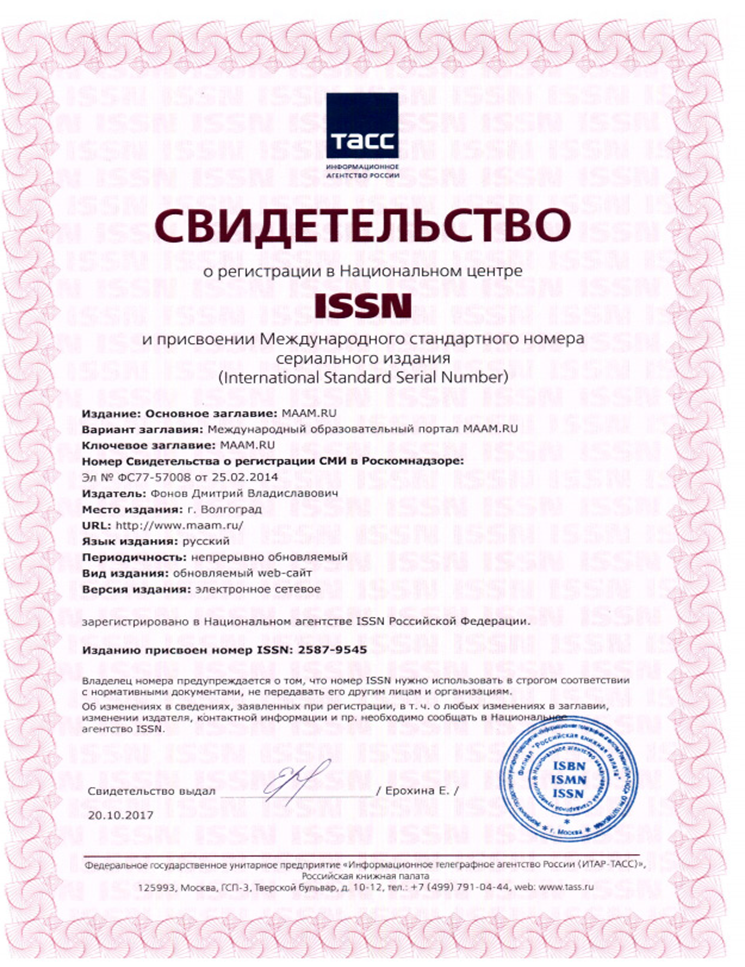 тасс
ИНФОРМАЦИОННОЕ
АГЕНТСТВО РОССИИ
СВИДЕТЕЛЬСТВО
о регистрации в Национальном центре
ISSN
и присвоении Международного стандартного номера
сериального издания
(International Standard Serial Number)
Издание: Основное заглавие: MAAM.RU
Вариант заглавия: Международный образовательный портал MAAM.RU
Ключевое заглавие: MAAM.RU
Номер Свидетельства о регистрации СМИ в Роскомнадзоре:
Эл № ФС77-57008 от 25.02.2014
Издатель: Фонов Дмитрий Владиславович
Место издания: г. Волгоград
URL: http://www.maam.ru/
Язык издания: русский
Периодичность: непрерывно обновляемый
Вид издания: обновляемый web-сайт
Версия издания: электронное сетевое
зарегистрировано в Национальном агентстве ISSN Российской Федерации.
Изданию присвоен номер ISSN: 2587-9545
Владелец номера предупреждается о том, что номер ISSN нужно использовать в строгом соответствии
с нормативными документами, не передавать его другим лицам и организациям.
Об изменениях в сведениях, заявленных при регистрации, в т. ч. о любых изменениях в заглавии,
изменении издателя, контактной информации и пр. необходимо сообщать в Национальное
агентство ISSN.
Филиал "Российская книжная палата"
ISBN
ISMN
ISSN
г. Москва
Свидетельство выдал / Ерохина Е. /
20.10.2017
Федеральное государственное унитарное предприятие «Информационное телеграфное агентство России (ИТАР-ТАСС)»,
Российская книжная палата
125993, Москва, ГСП-3, Тверской бульвар, д. 10-12, тел.: +7 (499) 791-04-44, web: www.tass.ru